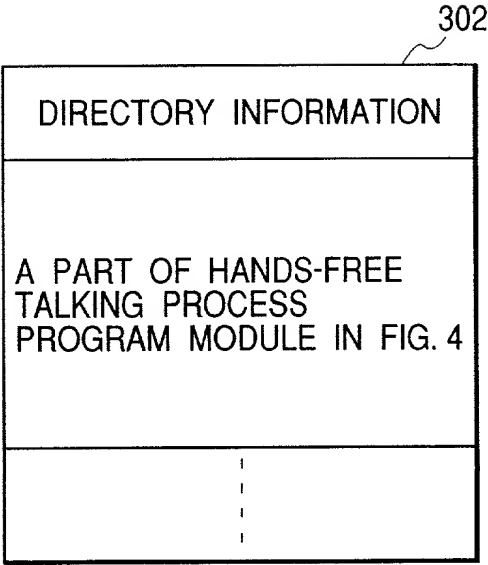 302
DIRECTORY INFORMATION
A PART OF HANDS-FREE
TALKING PROCESS
PROGRAM MODULE IN FIG. 4